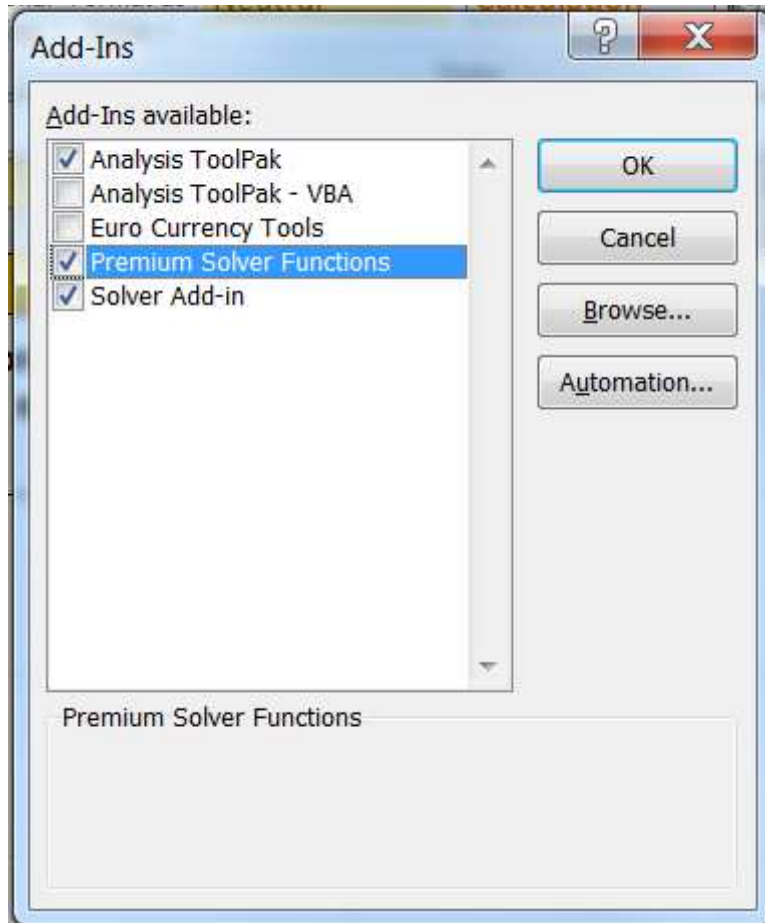 Add-Ins
Add-Ins available:
Analysis ToolPak
Analysis ToolPak - VBA
Euro Currency Tools
Premium Solver Functions
Solver Add-in
OK
Cancel
Browse...
Automation...
Premium Solver Functions